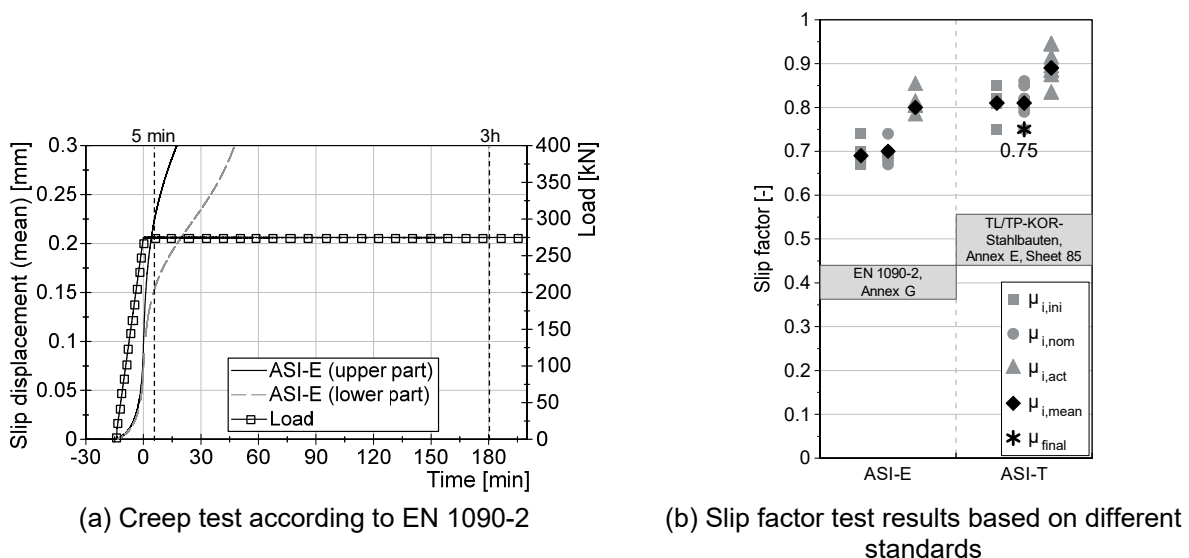 5 min
3h
0.3
0.25
0.2
0.15
0.1
0.05
0
Slip displacement (mean) [mm]
400
350
300
250
200
150
100
50
0
Load [kN]
ASI-E (upper part)
ASI-E (lower part)
Load
-30 0 30 60 90 120 150 180
Time [min]
(a) Creep test according to EN 1090-2
1
0.9
0.8
0.7
0.6
0.5
0.4
0.3
0.2
0.1
0
Slip factor [-]
0.75
TL/TP-KOR-
Stahlbauten,
Annex E, Sheet 85
EN 1090-2,
Annex G
μi,ini
μi,nom
μi,act
μi,mean
μfinal
ASI-E ASI-T
(b) Slip factor test results based on different
standards